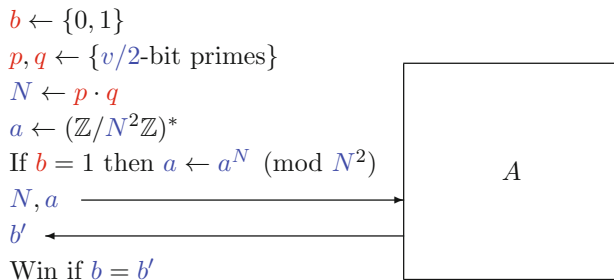 b ← {0, 1}
p, q ← {v/2-bit primes}
N ← p · q
a ← (ℤ/N²ℤ)*
If b = 1 then a ← a^N (mod N²)
A
N, a
b′
Win if b = b′